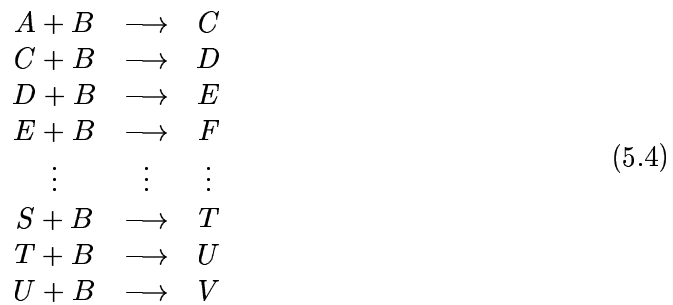 A + B ⟶ C
C + B ⟶ D
D + B ⟶ E
E + B ⟶ F
⋮ ⋮ ⋮ (5.4)
S + B ⟶ T
T + B ⟶ U
U + B ⟶ V